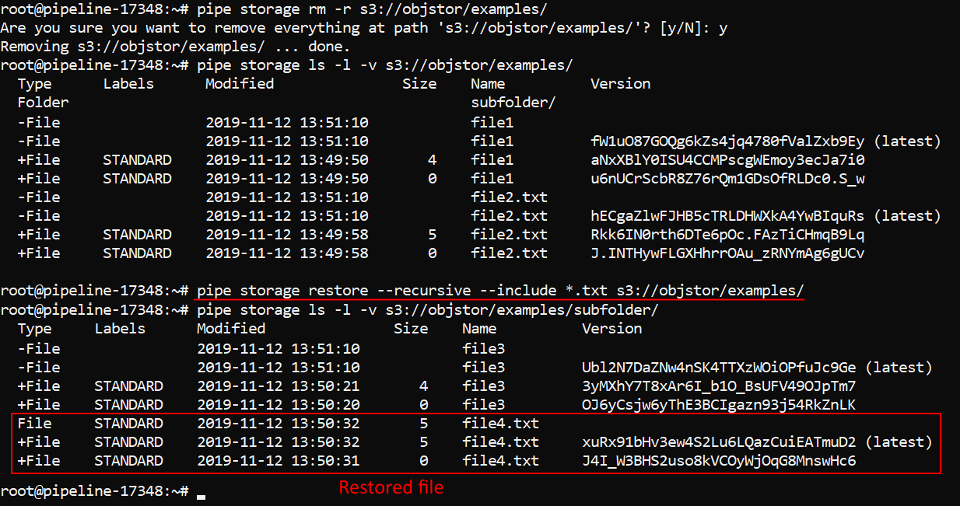 root@pipeline-17348:~# pipe storage rm -r s3://objstor/examples/
Are you sure you want to remove everything at path 's3://objstor/examples/'? [y/N]: y
Removing s3://objstor/examples/ ... done.
root@pipeline-17348:~# pipe storage ls -l -v s3://objstor/examples/
Type Labels Modified Size Name Version
Folder subfolder/
-File 2019-11-12 13:51:10 file1
-File 2019-11-12 13:51:10 file1 fW1uO87GOQg6kZs4jq4780fValZxb9Ey (latest)
+File STANDARD 2019-11-12 13:49:50 4 file1 aNxXBlY0ISU4CCMPscgWEmoy3ecJa7i0
+File STANDARD 2019-11-12 13:49:50 0 file1 u6nUCrScbR8Z76rQm1GDsOfRLDc0.S_w
-File 2019-11-12 13:51:10 file2.txt
-File 2019-11-12 13:51:10 file2.txt hECgaZlwFJHB5cTRLDHWXkA4YwBIquRs (latest)
+File STANDARD 2019-11-12 13:49:58 5 file2.txt Rkk6IN0rth6DTe6pOc.FAzTiCHmqB9Lq
+File STANDARD 2019-11-12 13:49:58 0 file2.txt J.INTHywFLGXHhrrOAu_zRNYmAg6gUCv
root@pipeline-17348:~# pipe storage restore --recursive --include *.txt s3://objstor/examples/
root@pipeline-17348:~# pipe storage ls -l -v s3://objstor/examples/subfolder/
Type Labels Modified Size Name Version
-File 2019-11-12 13:51:10 file3
-File 2019-11-12 13:51:10 file3 Ubl2N7DaZNw4nSK4TTXzWOiOPfuJc9Ge (latest)
+File STANDARD 2019-11-12 13:50:21 4 file3 3yMXhY7T8xAr6I_b1O_BsUFV49OJpTm7
+File STANDARD 2019-11-12 13:50:20 0 file3 OJ6yCsjw6yThE3BCIgazn93j54RkZnLK
File STANDARD 2019-11-12 13:50:32 5 file4.txt
+File STANDARD 2019-11-12 13:50:32 5 file4.txt xuRx91bHv3ew4S2Lu6LQazCuiEATmuD2 (latest)
+File STANDARD 2019-11-12 13:50:31 0 file4.txt J4I_W3BHS2uso8kVCOyWjOqG8MnswHc6
Restored file
root@pipeline-17348:~#